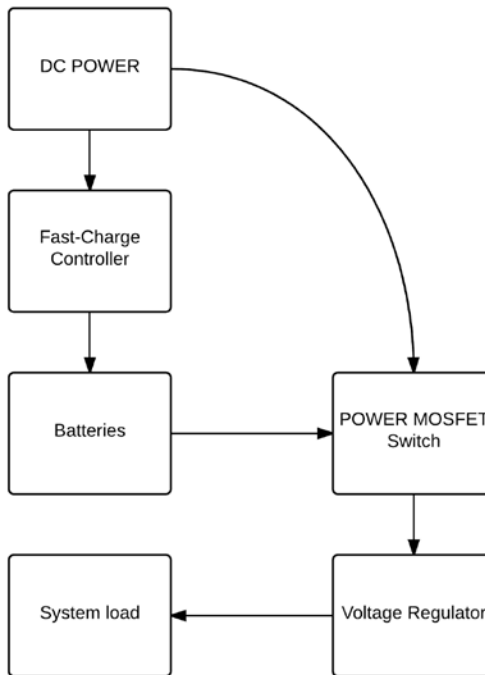 DC POWER
Fast-Charge
Controller
Batteries
POWER MOSFET
Switch
System load
Voltage Regulator